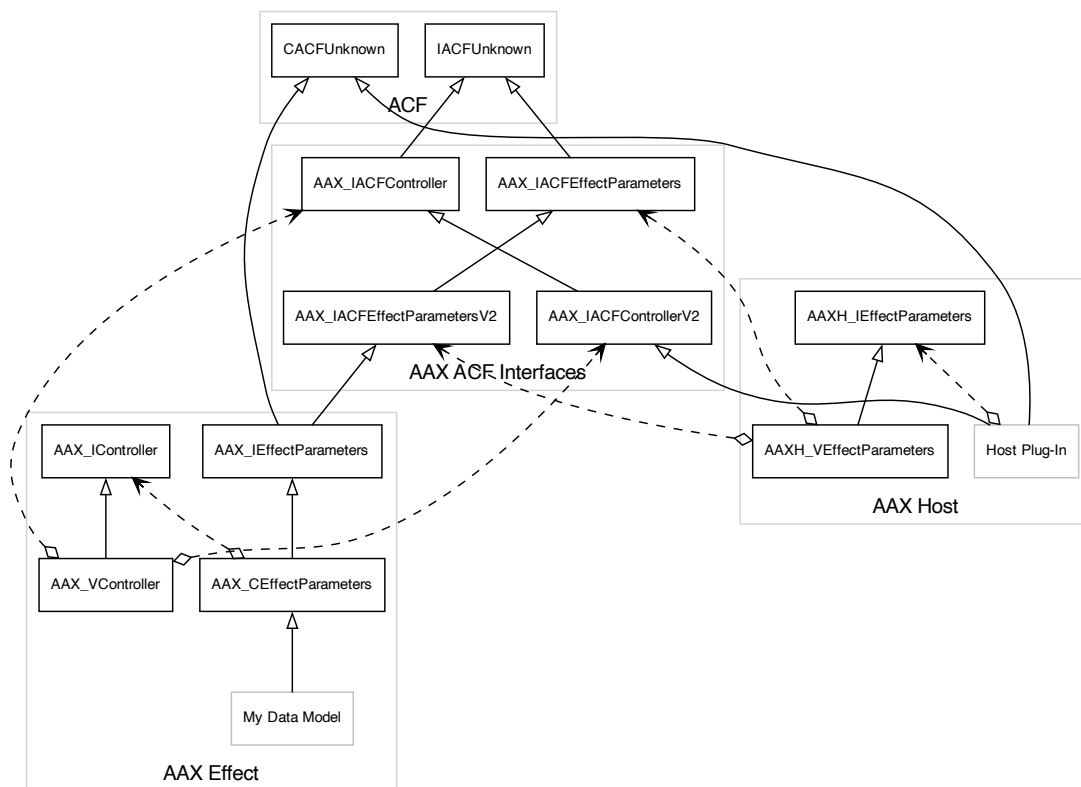 CACFUnknown
IACFUnknown
ACF
AAX_IACFController
AAX_IACFEffectParameters
AAX_IACFEffectParametersV2
AAX_IACFControllerV2
AAXH_IEffectParameters
AAX ACF Interfaces
AAX_IController
AAX_IEffectParameters
AAXH_VEffectParameters
Host Plug-In
AAX Host
AAX_VController
AAX_CEffectParameters
My Data Model
AAX Effect